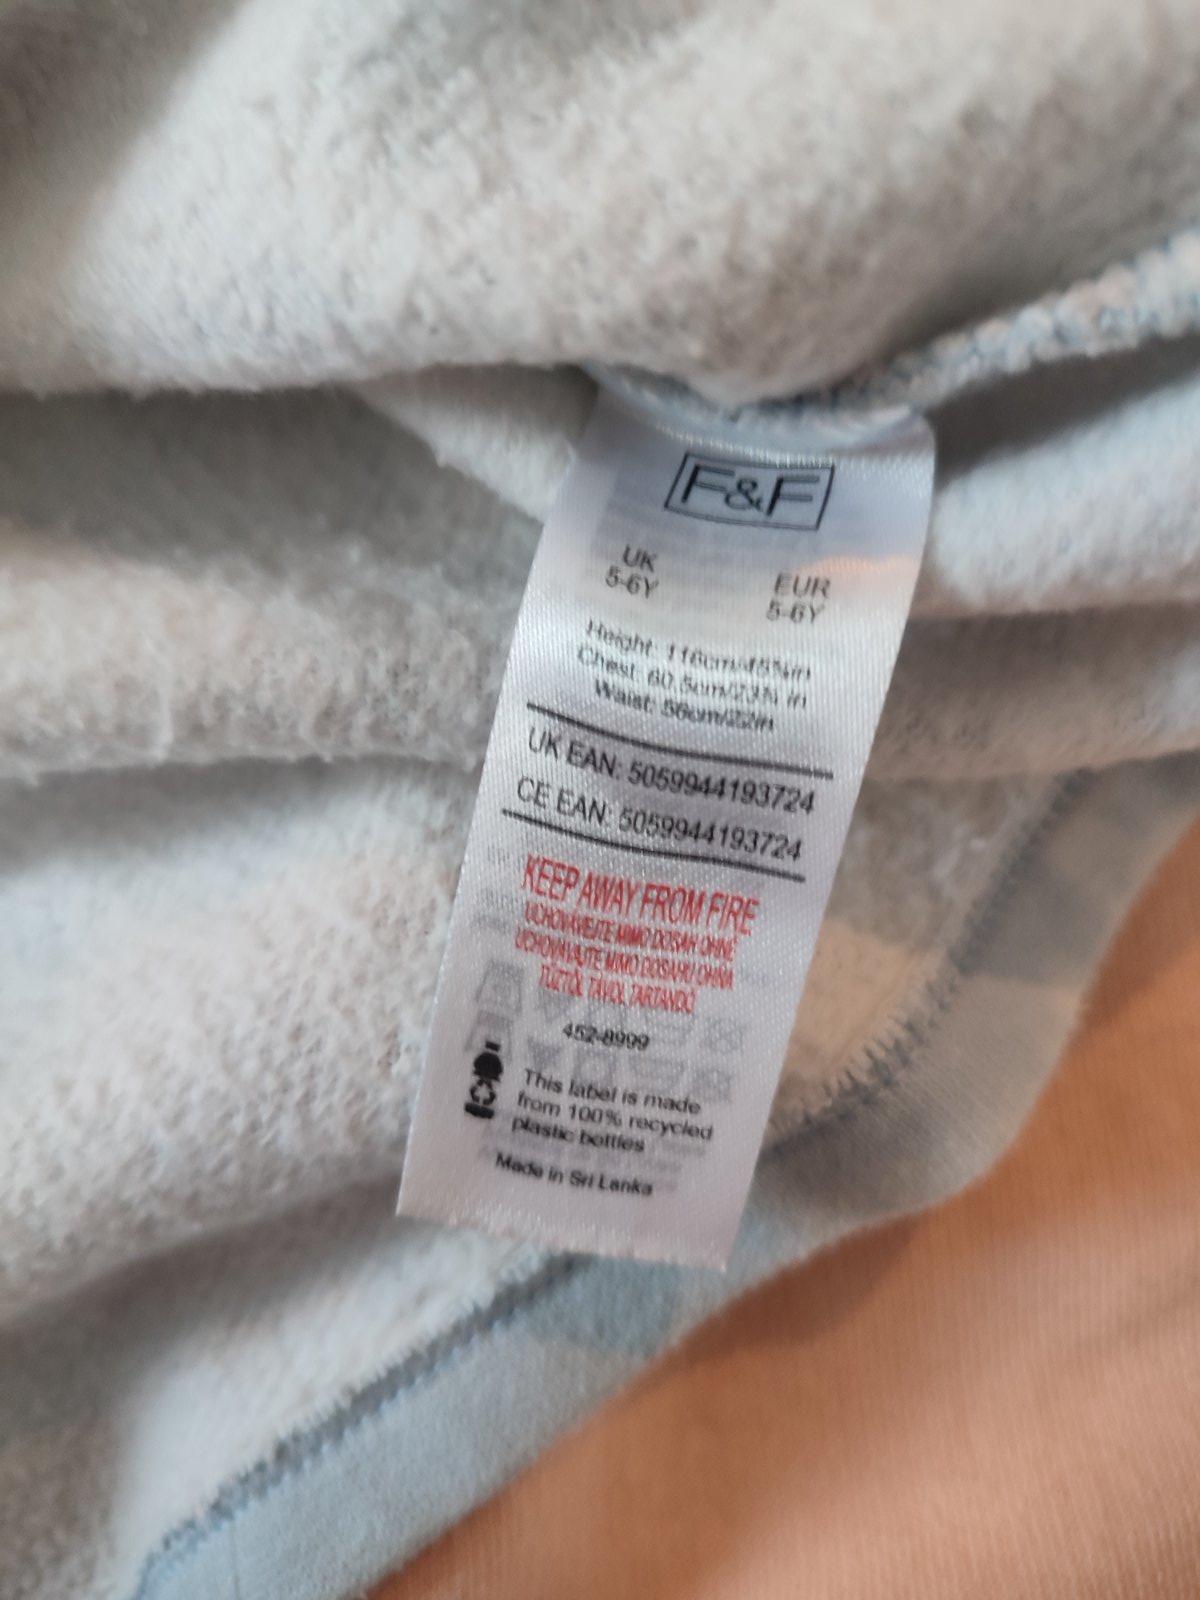 F&F
UK
5-6Y
EUR
5-6Y
Height: 116cm/45¾in
Chest: 60.5cm/23¾ in
Waist: 56cm/22in
UK EAN: 5059944193724
CE EAN: 5059944193724
KEEP AWAY FROM FIRE
UCHOVÁVEJTE MIMO DOSAH OHNĚ
UCHOVÁVAJTE MIMO DOSAHU OHŇA
TŰZTŐL TÁVOL TARTANDÓ
452-8999
This label is made
from 100% recycled
plastic bottles
Made in Sri Lanka